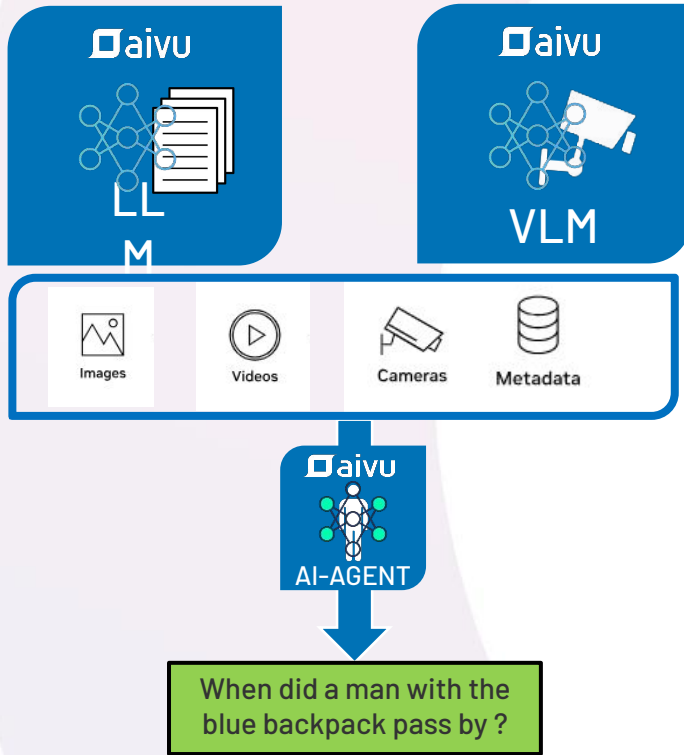 aivu
LL
M
aivu
VLM
Images
Videos
Cameras
Metadata
aivu
AI-AGENT
When did a man with the
blue backpack pass by ?